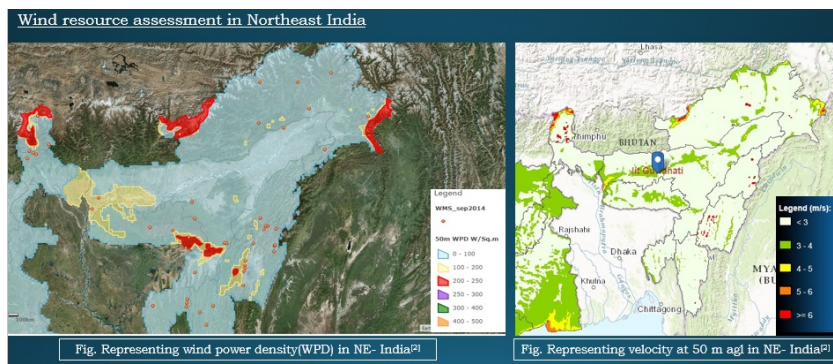 Wind resource assessment in Northeast India
Legend
WMS_sep2014
50m WPD W/Sq.m
0 - 100
100 - 200
200 - 250
250 - 300
300 - 400
400 - 500
Fig. Representing wind power density(WPD) in NE- India[2]
Lhasa
Thimphu
BHUTAN
Rajshahi
Dhaka
Khulna
Chittagong
Legend (m/s):
< 3
3 - 4
4 - 5
5 - 6
>= 6
Fig. Representing velocity at 50 m agl in NE- India[2]